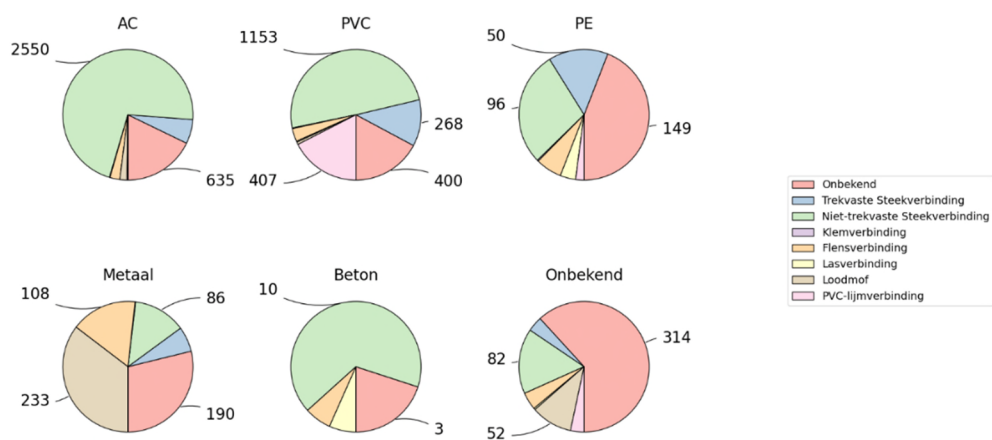 AC
2550
635
PVC
1153
268
400
407
PE
50
96
149
Onbekend
Trekvaste Steekverbinding
Niet-trekvaste Steekverbinding
Klemverbinding
Flensverbinding
Lasverbinding
Loodmof
PVC-lijmverbinding
Metaal
108
86
233
190
Beton
10
3
Onbekend
314
82
52